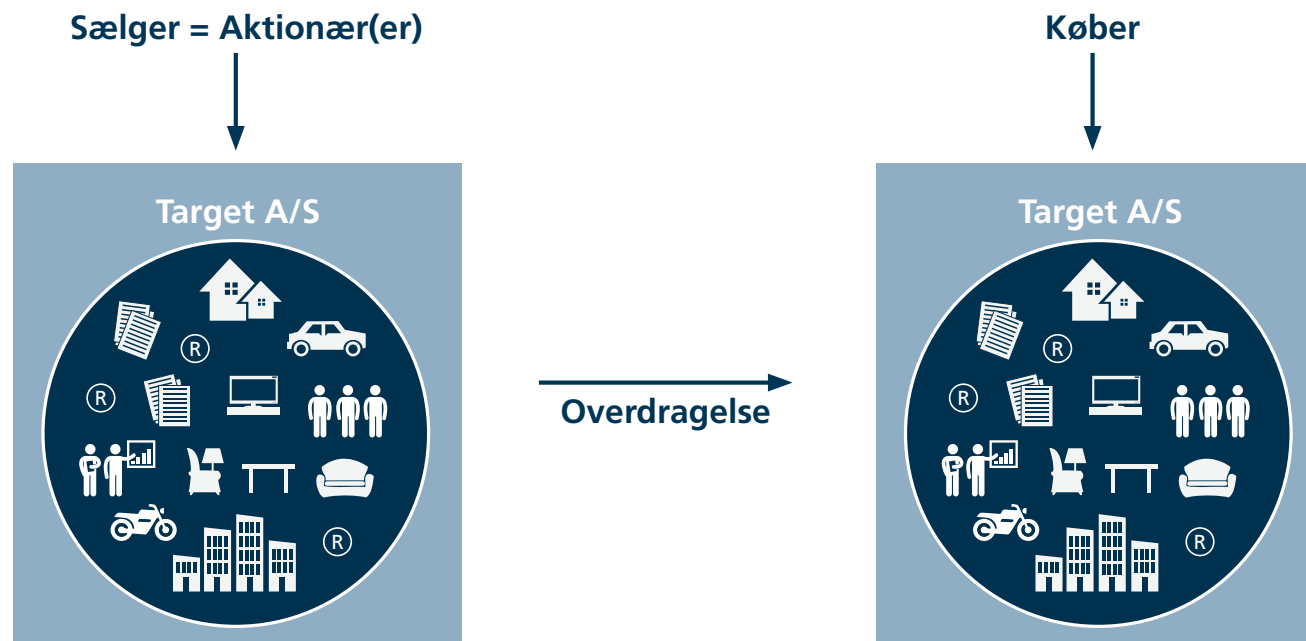 Sælger = Aktionær(er)
Køber
Target A/S
Target A/S
R
R
R
R
Overdragelse
R
R